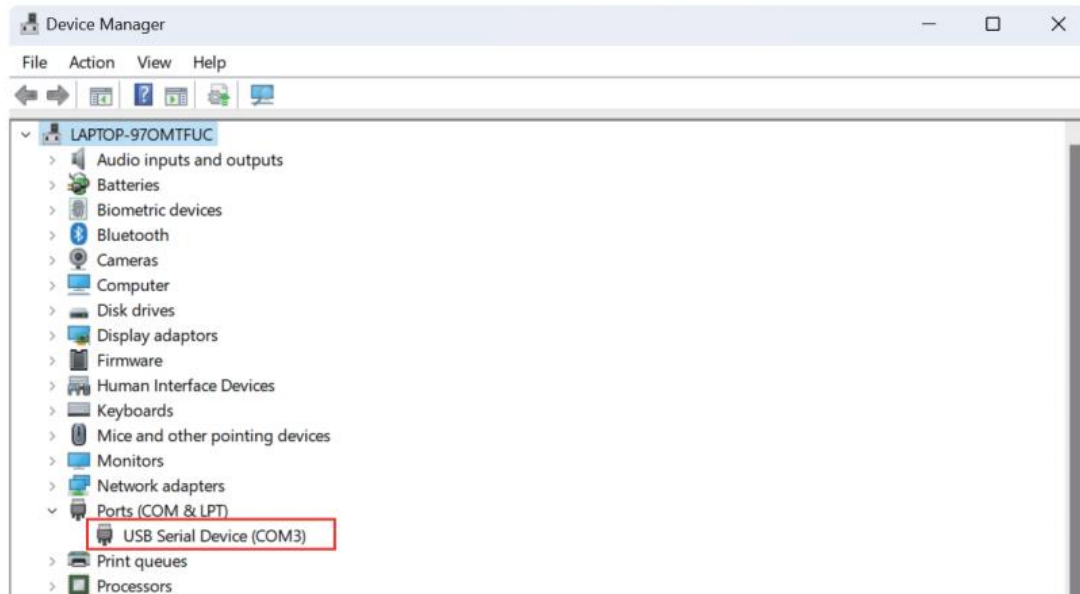 Device Manager
File Action View Help
LAPTOP-97OMTFUC
Audio inputs and outputs
Batteries
Biometric devices
Bluetooth
Cameras
Computer
Disk drives
Display adaptors
Firmware
Human Interface Devices
Keyboards
Mice and other pointing devices
Monitors
Network adapters
Ports (COM & LPT)
USB Serial Device (COM3)
Print queues
Processors